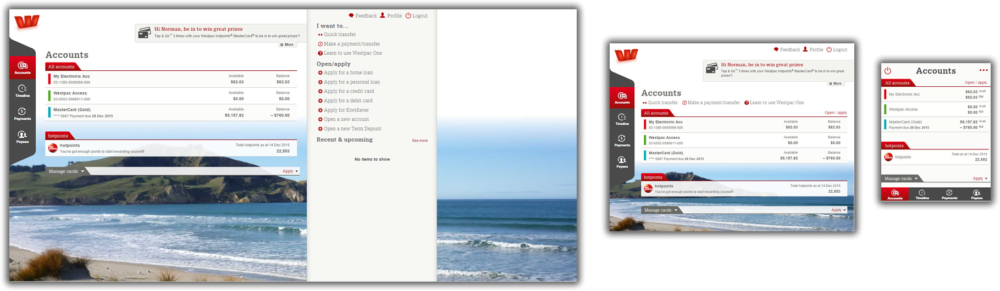 Feedback Profile Logout
Hi Norman, be in to win great prizes
Tap & Go™ 3 times with your Westpac hotpoints® MasterCard® to be in to win great prizes*!
More
Accounts
Timeline
Payments
Payees
Accounts
All accounts
My Electronic Acc Available Balance
03-1395-0000068-000 $62.03 $62.03
Westpac Access Available Balance
03-0502-0586611-000 $0.00 $0.00
MasterCard (Gold) Available Balance
****-5867 Payment due 28 Dec 2015 $9,157.82 – $760.50
hotpoints
hot points
hotpoints Total hotpoints as at 14 Dec 2015
You've got enough points to start rewarding yourself! 22,553
Manage cards Apply
I want to...
Quick transfer
Make a payment/transfer
Learn to use Westpac One
Open/apply
Apply for a home loan
Apply for a personal loan
Apply for a credit card
Apply for a debit card
Apply for KiwiSaver
Open a new account
Open a new Term Deposit
Recent & upcoming See more
No items to show
Feedback Profile Logout
Hi Norman, be in to win great prizes
Tap & Go™ 3 times with your Westpac hotpoints® MasterCard® to be in to win great
prizes*!
More
Accounts
Timeline
Payments
Payees
Accounts
Quick transfer Make a payment/transfer Learn to use Westpac One
All accounts Open / apply
My Electronic Acc Available Balance
03-1395-0000068-000 $62.03 $62.03
Westpac Access Available Balance
03-0502-0586611-000 $0.00 $0.00
MasterCard (Gold) Available Balance
****-5867 Payment due 28 Dec 2015 $9,157.82 – $760.50
hotpoints
hot points
hotpoints Total hotpoints as at 14 Dec 2015
You've got enough points to start rewarding yourself! 22,553
Manage cards Apply
Accounts
All accounts Open / apply
My Electronic Acc $62.03 Avail
$62.03 Bal
Westpac Access $0.00 Avail
$0.00 Bal
MasterCard (Gold) $9,157.82 Avail
Payment due 28 Dec 2015 – $760.50 Bal
hotpoints
hot points
hotpoints Total as at 14 Dec 2015
22,553
Manage cards Apply
Accounts Timeline Payments Payees